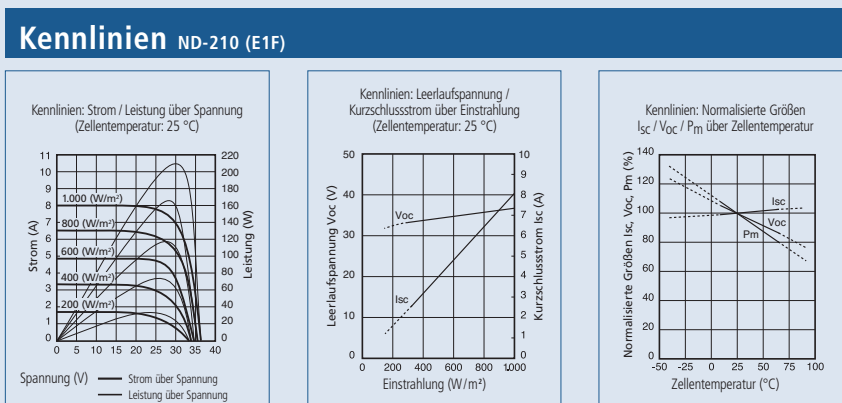 Kennlinien ND-210 (E1F)
Kennlinien: Strom / Leistung über Spannung
(Zellentemperatur: 25 °C)
11
10
9
8
7
6
5
4
3
2
1
0
Strom (A)
1.000 (W/m²)
800 (W/m²)
600 (W/m²)
400 (W/m²)
200 (W/m²)
220
200
180
160
140
120
100
80
60
40
20
0
Leistung (W)
0 5 10 15 20 25 30 35 40
Spannung (V)
Strom über Spannung
Leistung über Spannung
Kennlinien: Leerlaufspannung /
Kurzschlussstrom über Einstrahlung
(Zellentemperatur: 25 °C)
50
40
30
20
10
0
Leerlaufspannung Voc (V)
Voc
Isc
10
9
8
7
6
5
4
3
2
1
0
Kurzschlussstrom Isc (A)
0 200 400 600 800 1.000
Einstrahlung (W/m²)
Kennlinien: Normalisierte Größen
Isc / Voc / Pm über Zellentemperatur
140
120
100
80
60
40
20
0
Normalisierte Größen Isc, Voc, Pm (%)
Isc
Voc
Pm
-50 -25 0 25 50 75 100
Zellentemperatur (°C)